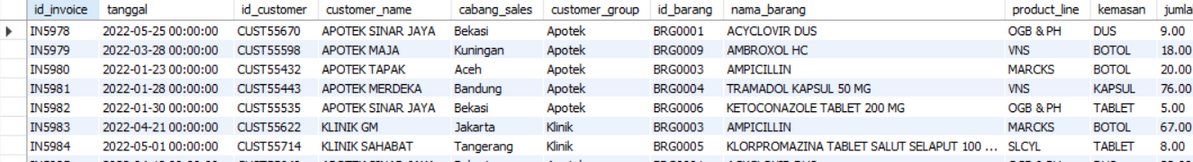 id_invoice tanggal id_customer customer_name cabang_sales customer_group id_barang nama_barang product_line kemasan jumla
IN5978 2022-05-25 00:00:00 CUST55670 APOTEK SINAR JAYA Bekasi Apotek BRG0001 ACYCLOVIR DUS OGB & PH DUS 9.00
IN5979 2022-03-28 00:00:00 CUST55598 APOTEK MAJA Kuningan Apotek BRG0009 AMBROXOL HC VNS BOTOL 18.00
IN5980 2022-01-23 00:00:00 CUST55432 APOTEK TAPAK Aceh Apotek BRG0003 AMPICILLIN MARCKS BOTOL 20.00
IN5981 2022-01-28 00:00:00 CUST55443 APOTEK MERDEKA Bandung Apotek BRG0004 TRAMADOL KAPSUL 50 MG VNS KAPSUL 76.00
IN5982 2022-01-30 00:00:00 CUST55535 APOTEK SINAR JAYA Bekasi Apotek BRG0006 KETOCONAZOLE TABLET 200 MG OGB & PH TABLET 5.00
IN5983 2022-04-21 00:00:00 CUST55622 KLINIK GM Jakarta Klinik BRG0003 AMPICILLIN MARCKS BOTOL 67.00
IN5984 2022-05-01 00:00:00 CUST55714 KLINIK SAHABAT Tangerang Klinik BRG0005 KLORPROMAZINA TABLET SALUT SELAPUT 100 ... SLCYL TABLET 8.00